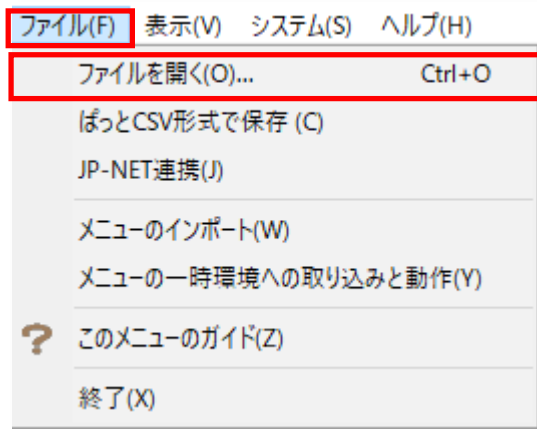 ファイル(F) 表示(V) システム(S) ヘルプ(H)
ファイルを開く(O)... Ctrl+O
ぱっとCSV形式で保存 (C)
JP-NET連携(J)
メニューのインポート(W)
メニューの一時環境への取り込みと動作(Y)
このメニューのガイド(Z)
終了(X)